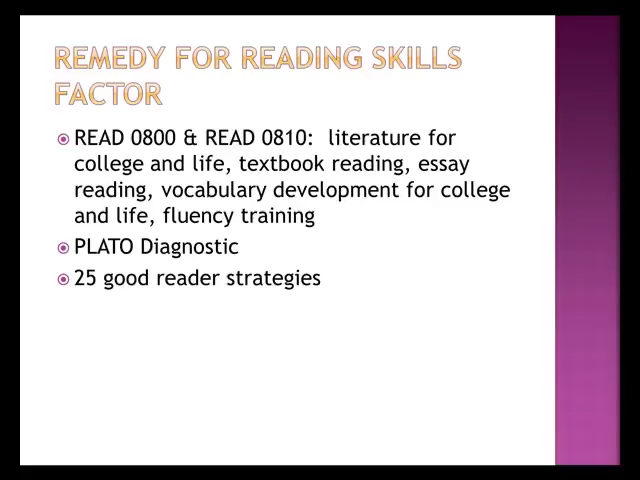 REMEDY FOR READING SKILLS
FACTOR
READ 0800 & READ 0810: literature for
college and life, textbook reading, essay
reading, vocabulary development for college
and life, fluency training
PLATO Diagnostic
25 good reader strategies